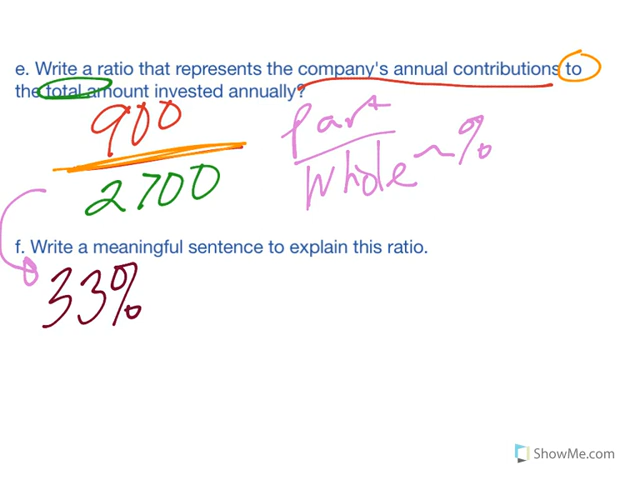 e. Write a ratio that represents the company's annual contributions to
the total amount invested annually?
900
2700
Part
Whole ~ %
f. Write a meaningful sentence to explain this ratio.
33%
ShowMe.com